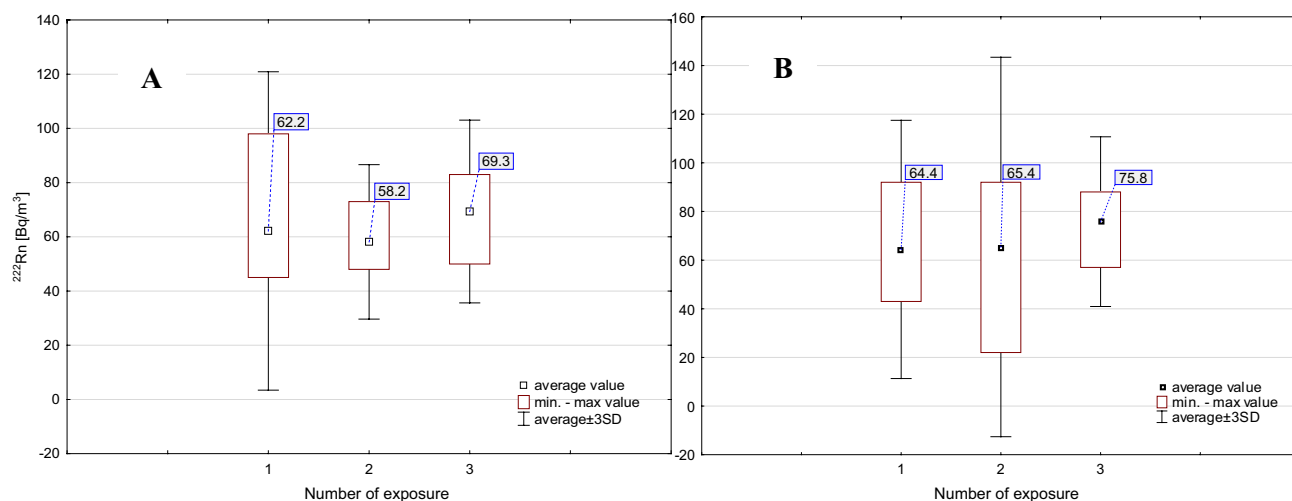 140
120
100
80
60
40
20
0
-20
²²²Rn [Bq/m³]
A
62.2
58.2
69.3
average value
min. - max value
average±3SD
1 2 3
Number of exposure
160
140
120
100
80
60
40
20
0
-20
B
64.4
65.4
75.8
average value
min. - max value
average±3SD
1 2 3
Number of exposure